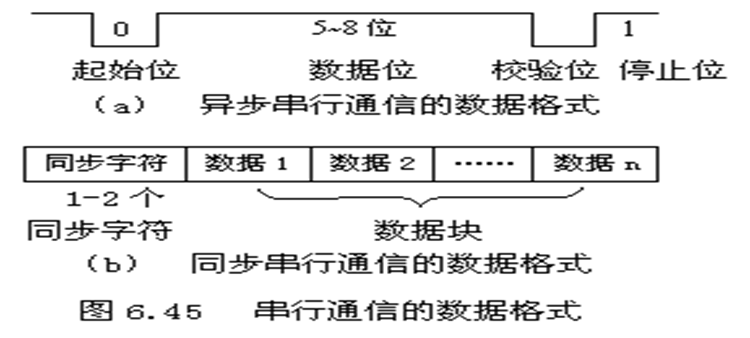 0 5~8位 1
起始位 数据位 校验位 停止位
(a) 异步串行通信的数据格式
同步字符 数据1 数据2 …… 数据n
1-2个
同步字符 数据块
(b) 同步串行通信的数据格式
图6.45 串行通信的数据格式